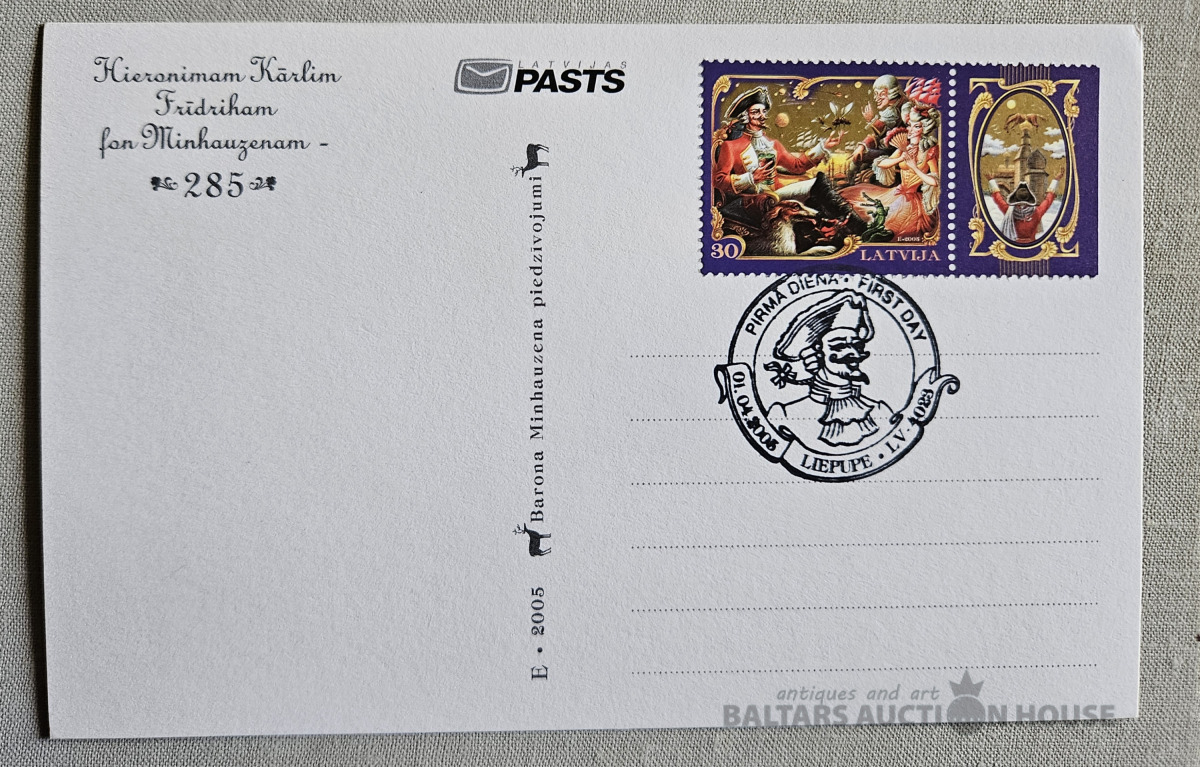 Hieronimam Kārlim
Frīdriham
fon Minhauzenam -
285
LATVIJAS
PASTS
Barona Minhauzena piedzīvojumi
E • 2005
E-2005
30
LATVIJA
PIRMĀ DIENA • FIRST DAY
01.04.2005
LIEPUPE • LV-4023
antiques and art
BALTARS AUCTION HOUSE